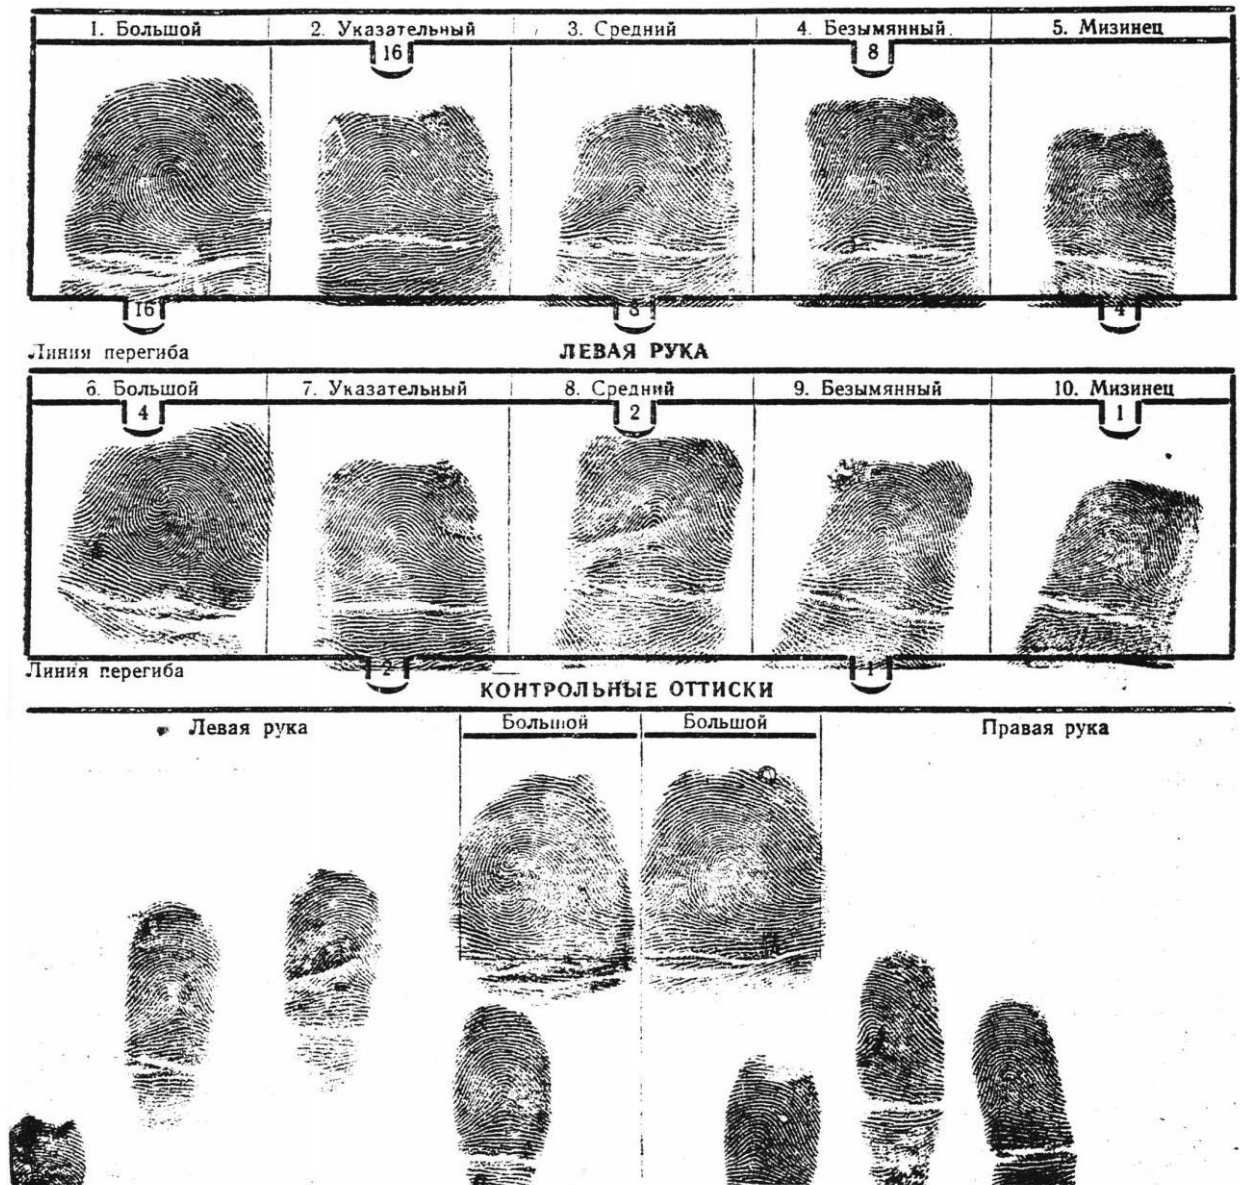 1. Большой 2. Указательный 3. Средний 4. Безымянный. 5. Мизинец
16 8
16 3 4
Линия перегиба ЛЕВАЯ РУКА
6. Большой 7. Указательный 8. Средний 9. Безымянный 10. Мизинец
4 2 1
Линия перегиба 2 1
КОНТРОЛЬНЫЕ ОТТИСКИ
Левая рука Большой Большой Правая рука